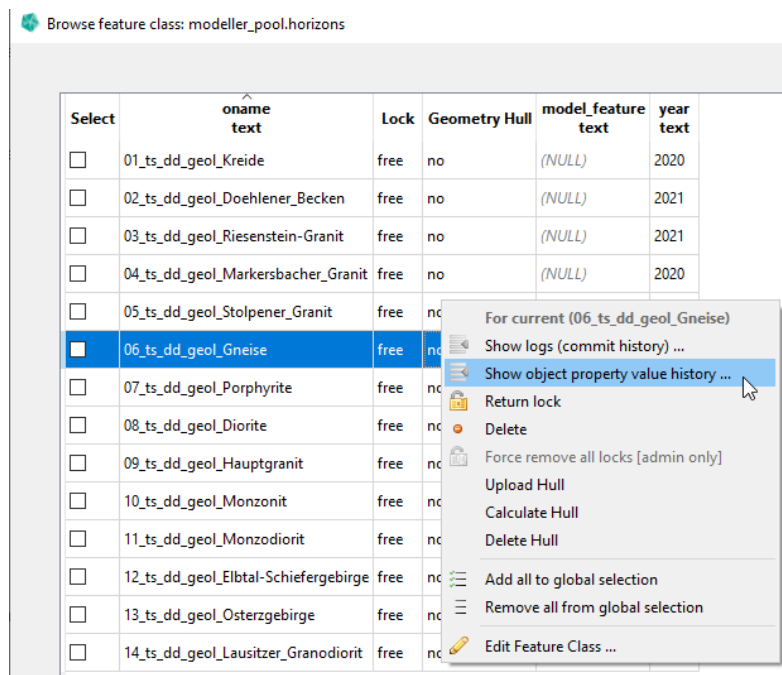 Browse feature class: modeller_pool.horizons
Select oname text Lock Geometry Hull model_feature text year text
01_ts_dd_geol_Kreide free no (NULL) 2020
02_ts_dd_geol_Doehlener_Becken free no (NULL) 2021
03_ts_dd_geol_Riesenstein-Granit free no (NULL) 2021
04_ts_dd_geol_Markersbacher_Granit free no (NULL) 2020
05_ts_dd_geol_Stolpener_Granit free
06_ts_dd_geol_Gneise free
07_ts_dd_geol_Porphyrite free
08_ts_dd_geol_Diorite free
09_ts_dd_geol_Hauptgranit free
10_ts_dd_geol_Monzonit free
11_ts_dd_geol_Monzodiorit free
12_ts_dd_geol_Elbtal-Schiefergebirge free
13_ts_dd_geol_Osterzgebirge free
14_ts_dd_geol_Lausitzer_Granodiorit free
For current (06_ts_dd_geol_Gneise)
Show logs (commit history) ...
Show object property value history ...
Return lock
Delete
Force remove all locks [admin only]
Upload Hull
Calculate Hull
Delete Hull
Add all to global selection
Remove all from global selection
Edit Feature Class ...